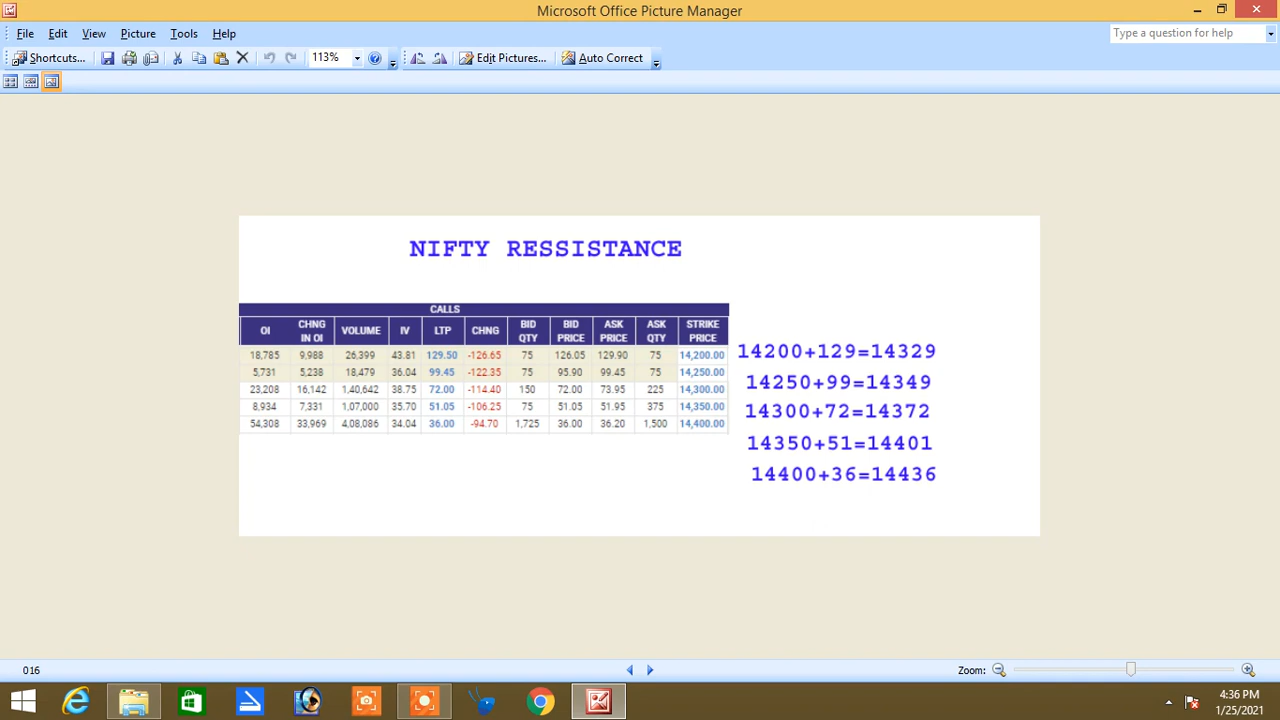 Microsoft Office Picture Manager
File Edit View Picture Tools Help
Type a question for help
Shortcuts... 113% Edit Pictures... Auto Correct
NIFTY RESSISTANCE
CALLS
OI CHNG IN OI VOLUME IV LTP CHNG BID QTY BID PRICE ASK PRICE ASK QTY STRIKE PRICE
18,785 9,988 26,399 43.81 129.50 -126.65 75 126.05 129.90 75 14,200.00
14200+129=14329
5,731 5,238 18,479 36.04 99.45 -122.35 75 95.90 99.45 75 14,250.00
14250+99=14349
23,208 16,142 1,40,642 38.75 72.00 -114.40 150 72.00 73.95 225 14,300.00
14300+72=14372
8,934 7,331 1,07,000 35.70 51.05 -106.25 75 51.05 51.95 375 14,350.00
14350+51=14401
54,308 33,969 4,08,086 34.04 36.00 -94.70 1,725 36.00 36.20 1,500 14,400.00
14400+36=14436
016
Zoom:
4:36 PM
1/25/2021